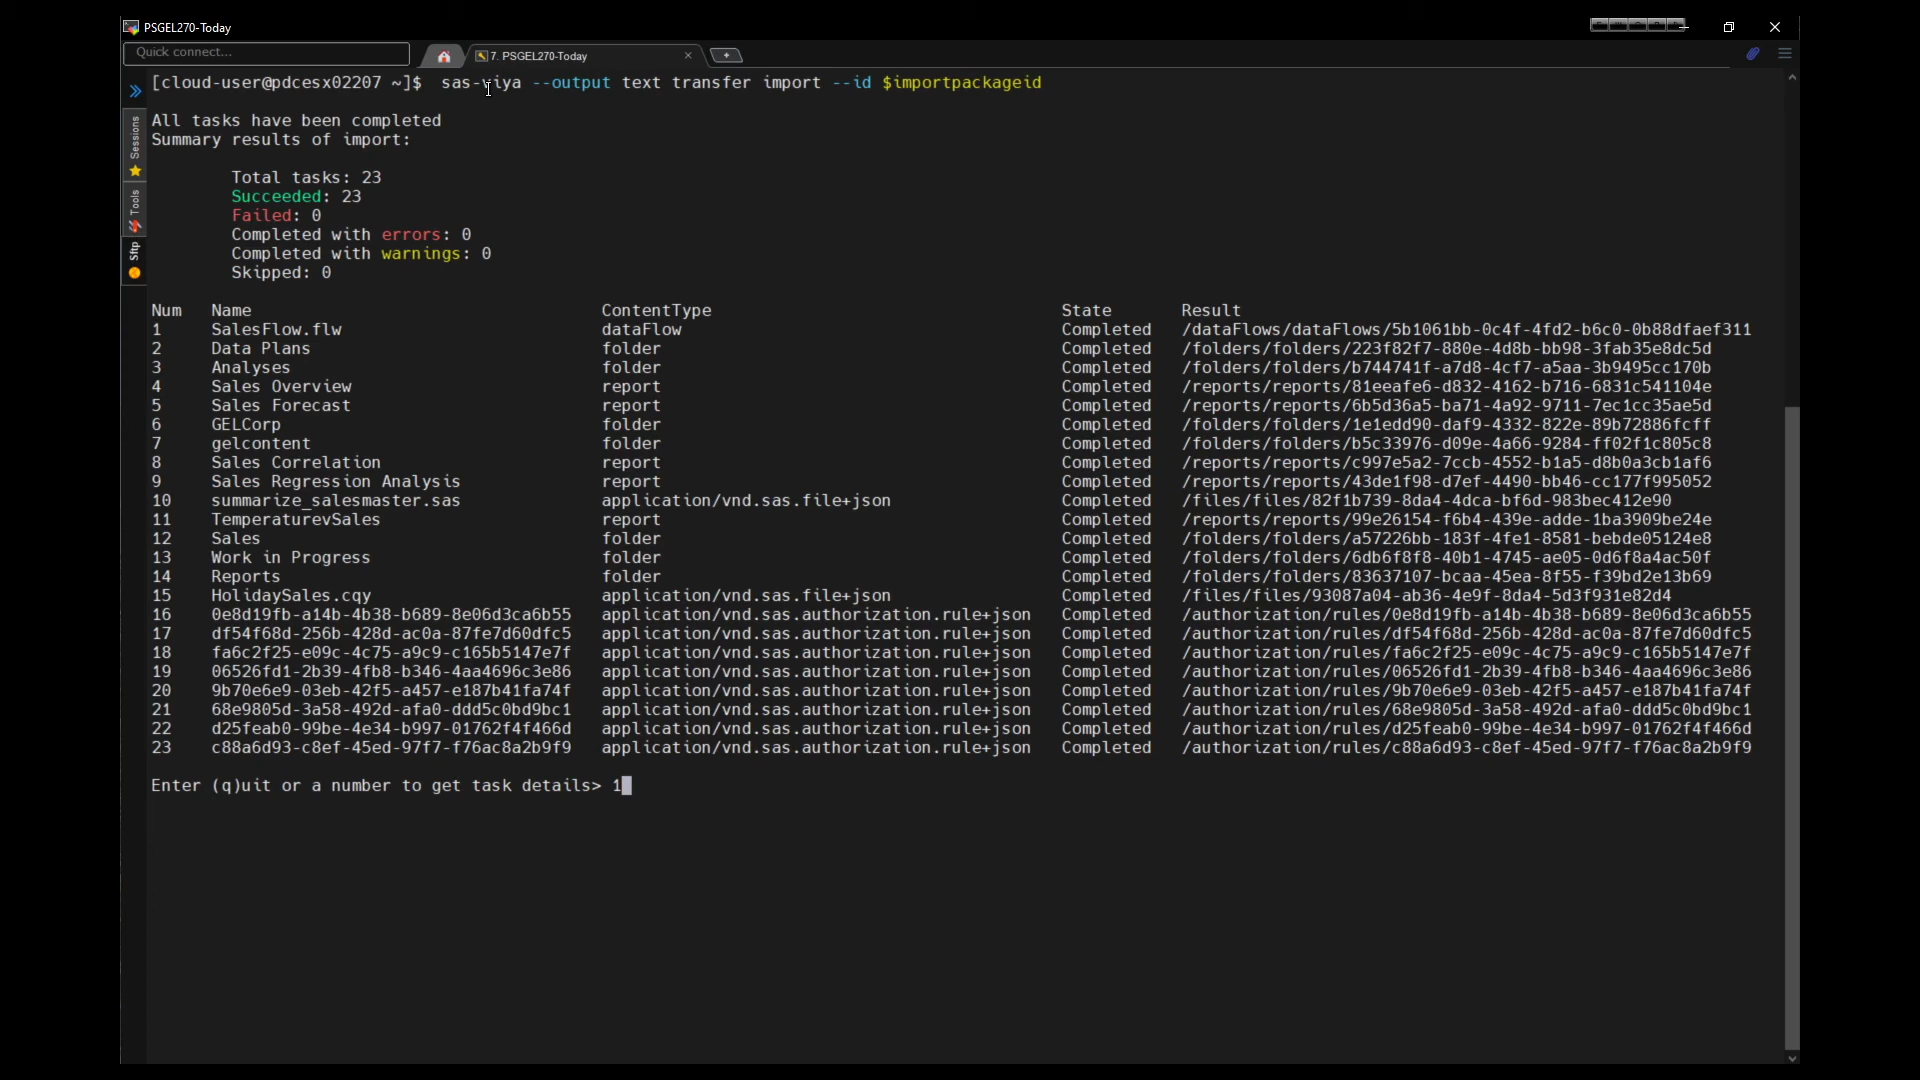 PSGEL270-Today
Quick connect...
7. PSGEL270-Today
Sessions
Tools
Sftp
[cloud-user@pdcesx02207 ~]$ sas-viya --output text transfer import --id $importpackageid
All tasks have been completed
Summary results of import:
Total tasks: 23
Succeeded: 23
Failed: 0
Completed with errors: 0
Completed with warnings: 0
Skipped: 0
Num Name ContentType State Result
1 SalesFlow.flw dataFlow Completed /dataFlows/dataFlows/5b1061bb-0c4f-4fd2-b6c0-0b88dfaef311
2 Data Plans folder Completed /folders/folders/223f82f7-880e-4d8b-bb98-3fab35e8dc5d
3 Analyses folder Completed /folders/folders/b744741f-a7d8-4cf7-a5aa-3b9495cc170b
4 Sales Overview report Completed /reports/reports/81eeafe6-d832-4162-b716-6831c541104e
5 Sales Forecast report Completed /reports/reports/6b5d36a5-ba71-4a92-9711-7ec1cc35ae5d
6 GELCorp folder Completed /folders/folders/1e1edd90-daf9-4332-822e-89b72886fcff
7 gelcontent folder Completed /folders/folders/b5c33976-d09e-4a66-9284-ff02f1c805c8
8 Sales Correlation report Completed /reports/reports/c997e5a2-7ccb-4552-b1a5-d8b0a3cb1af6
9 Sales Regression Analysis report Completed /reports/reports/43de1f98-d7ef-4490-bb46-cc177f995052
10 summarize_salesmaster.sas application/vnd.sas.file+json Completed /files/files/82f1b739-8da4-4dca-bf6d-983bec412e90
11 TemperaturevSales report Completed /reports/reports/99e26154-f6b4-439e-adde-1ba3909be24e
12 Sales folder Completed /folders/folders/a57226bb-183f-4fe1-8581-bebde05124e8
13 Work in Progress folder Completed /folders/folders/6db6f8f8-40b1-4745-ae05-0d6f8a4ac50f
14 Reports folder Completed /folders/folders/83637107-bcaa-45ea-8f55-f39bd2e13b69
15 HolidaySales.cqy application/vnd.sas.file+json Completed /files/files/93087a04-ab36-4e9f-8da4-5d3f931e82d4
16 0e8d19fb-a14b-4b38-b689-8e06d3ca6b55 application/vnd.sas.authorization.rule+json Completed /authorization/rules/0e8d19fb-a14b-4b38-b689-8e06d3ca6b55
17 df54f68d-256b-428d-ac0a-87fe7d60dfc5 application/vnd.sas.authorization.rule+json Completed /authorization/rules/df54f68d-256b-428d-ac0a-87fe7d60dfc5
18 fa6c2f25-e09c-4c75-a9c9-c165b5147e7f application/vnd.sas.authorization.rule+json Completed /authorization/rules/fa6c2f25-e09c-4c75-a9c9-c165b5147e7f
19 06526fd1-2b39-4fb8-b346-4aa4696c3e86 application/vnd.sas.authorization.rule+json Completed /authorization/rules/06526fd1-2b39-4fb8-b346-4aa4696c3e86
20 9b70e6e9-03eb-42f5-a457-e187b41fa74f application/vnd.sas.authorization.rule+json Completed /authorization/rules/9b70e6e9-03eb-42f5-a457-e187b41fa74f
21 68e9805d-3a58-492d-afa0-ddd5c0bd9bc1 application/vnd.sas.authorization.rule+json Completed /authorization/rules/68e9805d-3a58-492d-afa0-ddd5c0bd9bc1
22 d25feab0-99be-4e34-b997-01762f4f466d application/vnd.sas.authorization.rule+json Completed /authorization/rules/d25feab0-99be-4e34-b997-01762f4f466d
23 c88a6d93-c8ef-45ed-97f7-f76ac8a2b9f9 application/vnd.sas.authorization.rule+json Completed /authorization/rules/c88a6d93-c8ef-45ed-97f7-f76ac8a2b9f9
Enter (q)uit or a number to get task details> 1